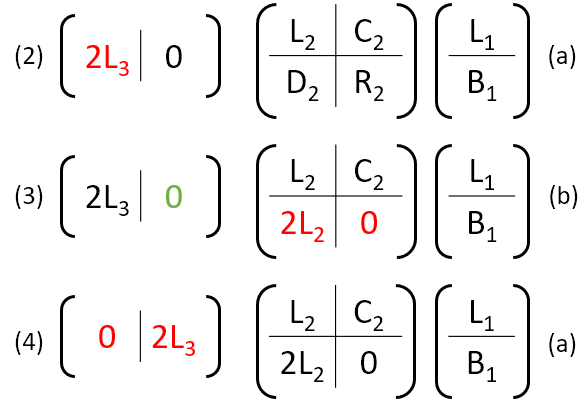 L₂ C₂ L₁
(2) 2L₃ 0 (a)
D₂ R₂ B₁
L₂ C₂ L₁
(3) 2L₃ 0 (b)
2L₂ 0 B₁
L₂ C₂ L₁
(4) 0 2L₃ (a)
2L₂ 0 B₁